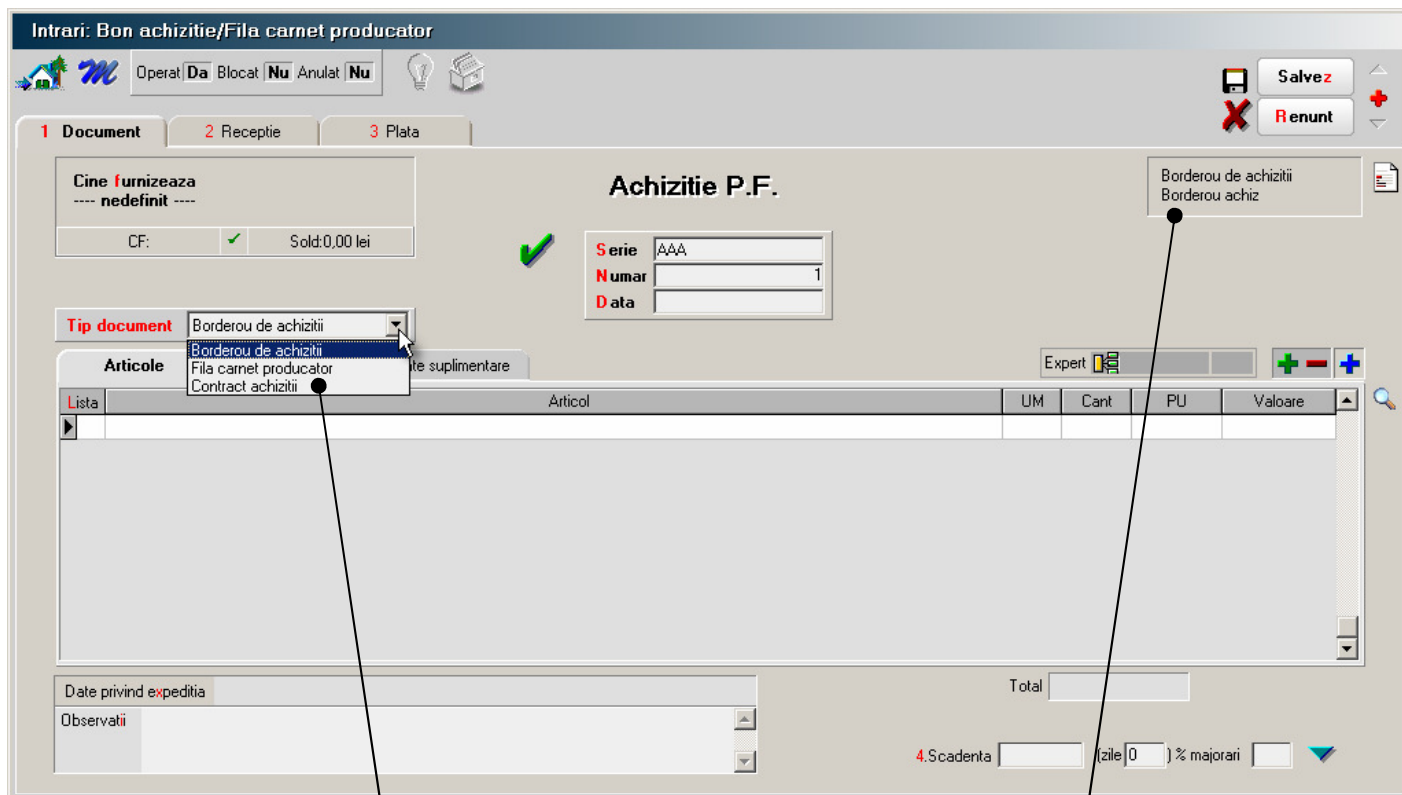 Intrari: Bon achizitie/Fila carnet producator
Operat Da Blocat Nu Anulat Nu
Salvez
Renunt
1 Document 2 Receptie 3 Plata
Cine furnizeaza
---- nedefinit ----
CF: Sold:0,00 lei
Achizitie P.F.
Borderou de achizitii
Borderou achiz
Serie AAA
Numar 1
Data
Tip document Borderou de achizitii
Borderou de achizitii
Fila carnet producator
Contract achizitii
Articole suplimentare
Expert
Lista Articol UM Cant PU Valoare
Date privind expeditia
Total
Observatii
4.Scadenta (zile 0 ) % majorari